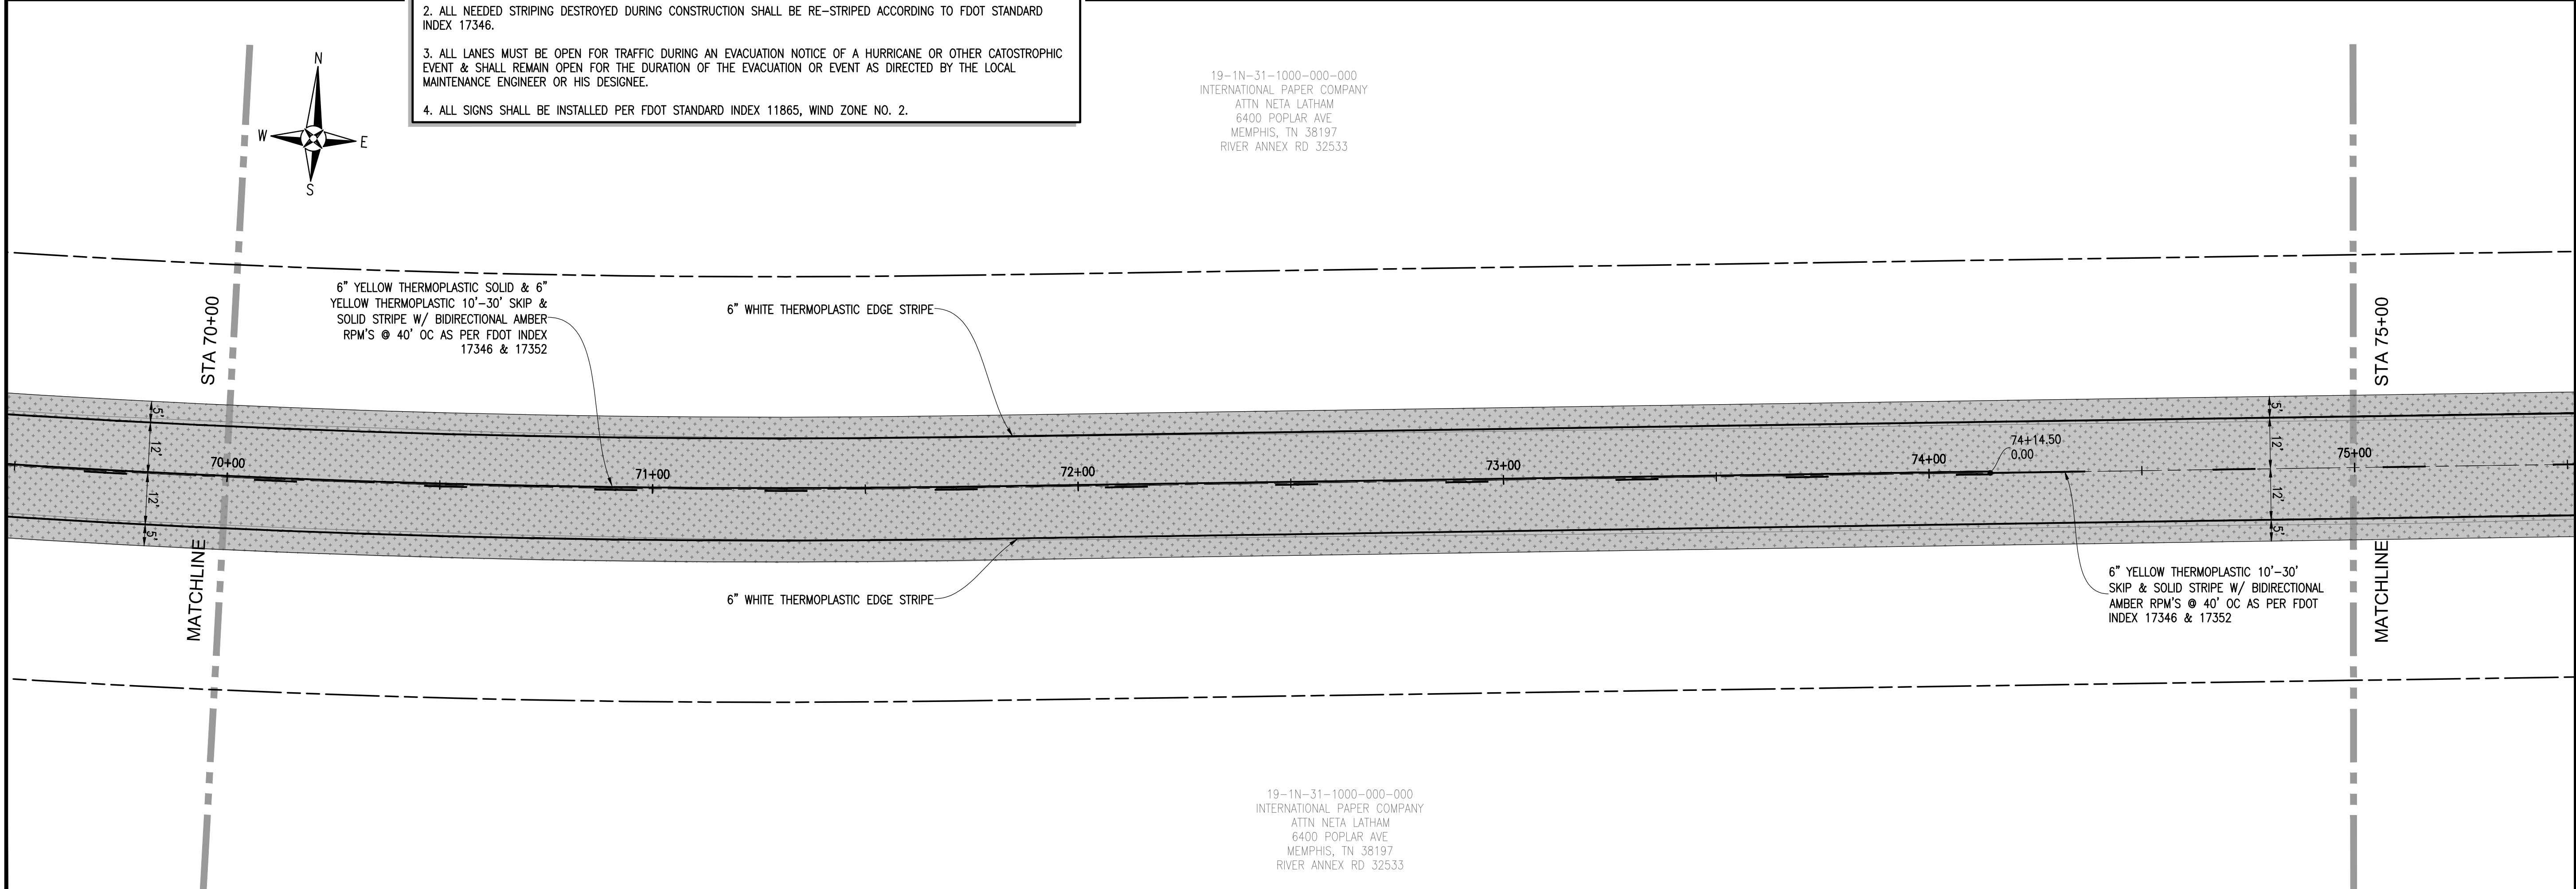 2. ALL NEEDED STRIPING DESTROYED DURING CONSTRUCTION SHALL BE RE-STRIPED ACCORDING TO FDOT STANDARD
INDEX 17346.
3. ALL LANES MUST BE OPEN FOR TRAFFIC DURING AN EVACUATION NOTICE OF A HURRICANE OR OTHER CATOSTROPHIC
EVENT & SHALL REMAIN OPEN FOR THE DURATION OF THE EVACUATION OR EVENT AS DIRECTED BY THE LOCAL
MAINTENANCE ENGINEER OR HIS DESIGNEE.
4. ALL SIGNS SHALL BE INSTALLED PER FDOT STANDARD INDEX 11865, WIND ZONE NO. 2.
N
W
E
S
19-1N-31-1000-000-000
INTERNATIONAL PAPER COMPANY
ATTN NETA LATHAM
6400 POPLAR AVE
MEMPHIS, TN 38197
RIVER ANNEX RD 32533
STA 70+00
MATCHLINE
6" YELLOW THERMOPLASTIC SOLID & 6"
YELLOW THERMOPLASTIC 10'-30' SKIP &
SOLID STRIPE W/ BIDIRECTIONAL AMBER
RPM'S @ 40' OC AS PER FDOT INDEX
17346 & 17352
6" WHITE THERMOPLASTIC EDGE STRIPE
STA 75+00
MATCHLINE
5'
12'
12'
5'
70+00
71+00
72+00
73+00
74+00
74+14.50
0.00
75+00
5'
12'
12'
5'
6" WHITE THERMOPLASTIC EDGE STRIPE
6" YELLOW THERMOPLASTIC 10'-30'
SKIP & SOLID STRIPE W/ BIDIRECTIONAL
AMBER RPM'S @ 40' OC AS PER FDOT
INDEX 17346 & 17352
19-1N-31-1000-000-000
INTERNATIONAL PAPER COMPANY
ATTN NETA LATHAM
6400 POPLAR AVE
MEMPHIS, TN 38197
RIVER ANNEX RD 32533